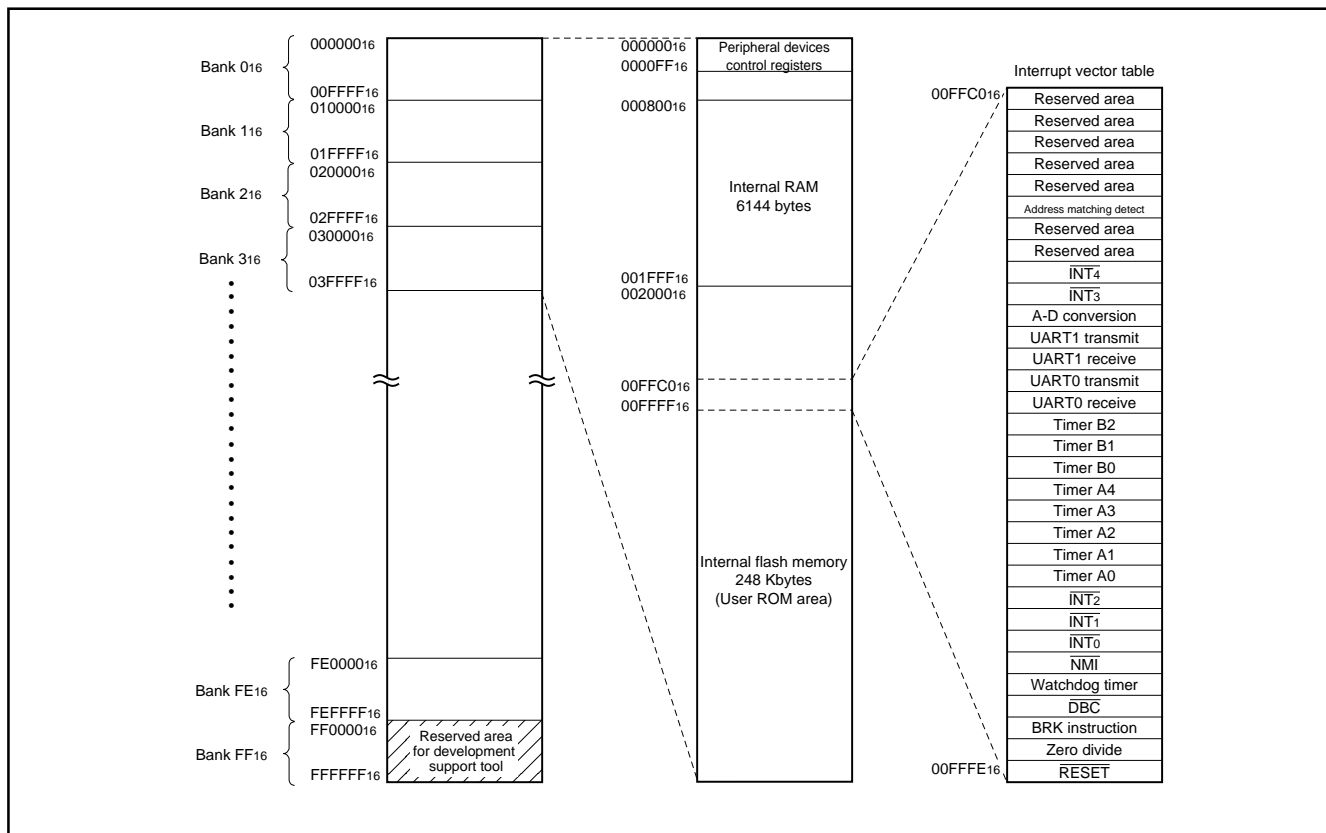 Bank 016
00000016
00FFFF16
Bank 116
01000016
01FFFF16
Bank 216
02000016
02FFFF16
Bank 316
03000016
03FFFF16
Bank FE16
FE000016
FEFFFF16
Bank FF16
FF000016
FFFFFF16
Reserved area
for development
support tool
00000016
0000FF16
00080016
001FFF16
00200016
00FFC016
00FFFF16
Peripheral devices
control registers
Internal RAM
6144 bytes
Internal flash memory
248 Kbytes
(User ROM area)
Interrupt vector table
00FFC016
Reserved area
Reserved area
Reserved area
Reserved area
Reserved area
Address matching detect
Reserved area
Reserved area
INT4
INT3
A-D conversion
UART1 transmit
UART1 receive
UART0 transmit
UART0 receive
Timer B2
Timer B1
Timer B0
Timer A4
Timer A3
Timer A2
Timer A1
Timer A0
INT2
INT1
INT0
NMI
Watchdog timer
DBC
BRK instruction
Zero divide
00FFFE16
RESET